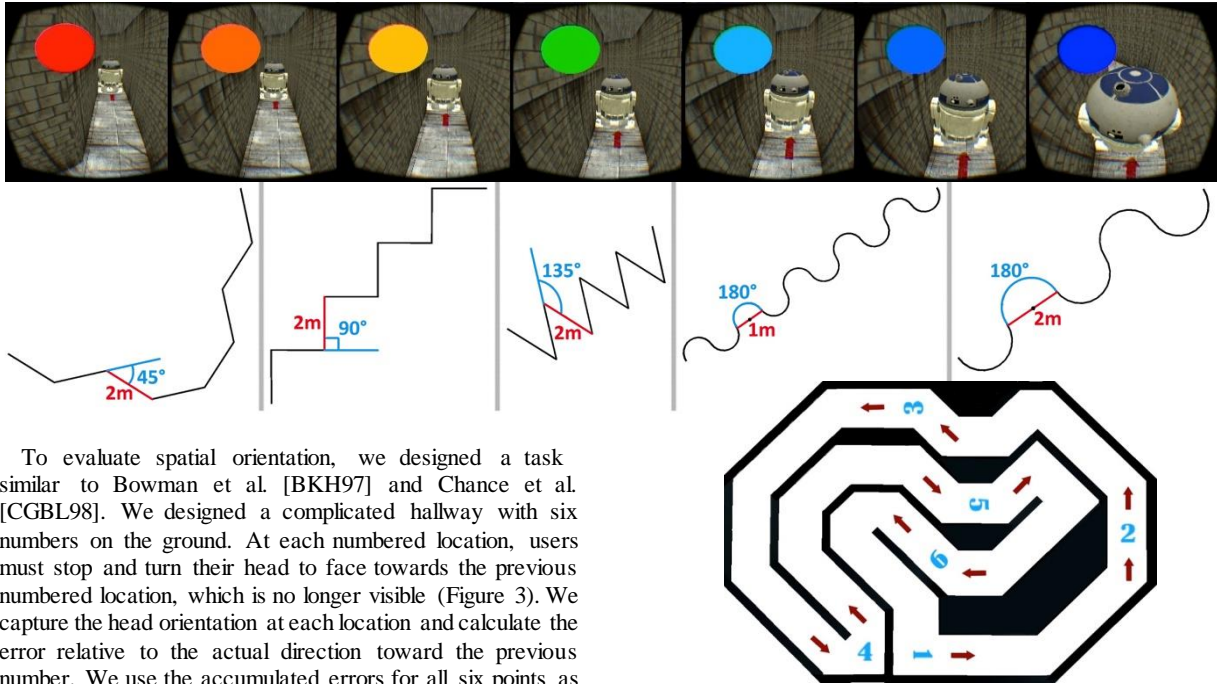 45°
2m
2m
90°
135°
2m
180°
1m
180°
2m
To evaluate spatial orientation, we designed a task
similar to Bowman et al. [BKH97] and Chance et al.
[CGBL98]. We designed a complicated hallway with six
numbers on the ground. At each numbered location, users
must stop and turn their head to face towards the previous
numbered location, which is no longer visible (Figure 3). We
capture the head orientation at each location and calculate the
error relative to the actual direction toward the previous
number. We use the accumulated errors for all six points as
3
5
2
6
4
1